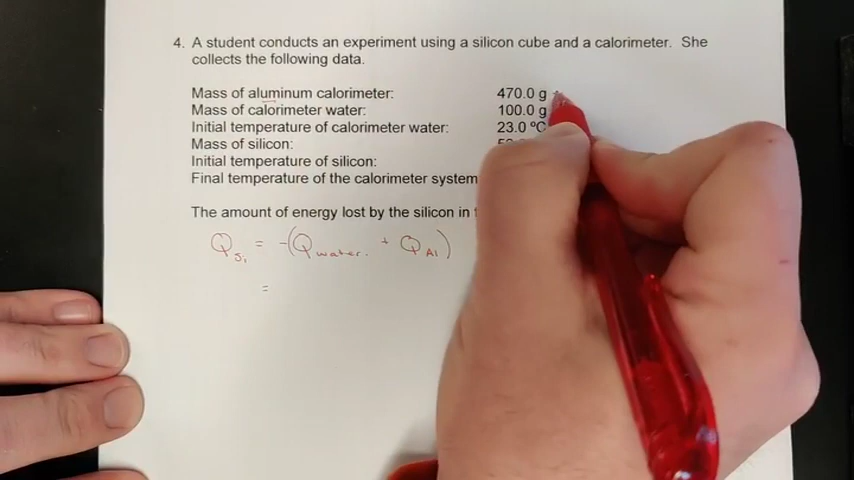 4. A student conducts an experiment using a silicon cube and a calorimeter. She
collects the following data.
Mass of aluminum calorimeter: 470.0 g
Mass of calorimeter water: 100.0 g
Initial temperature of calorimeter water: 23.0 ºC
Mass of silicon:
Initial temperature of silicon:
Final temperature of the calorimeter system
The amount of energy lost by the silicon in
Q Si = -(Q water. + Q Al)
=